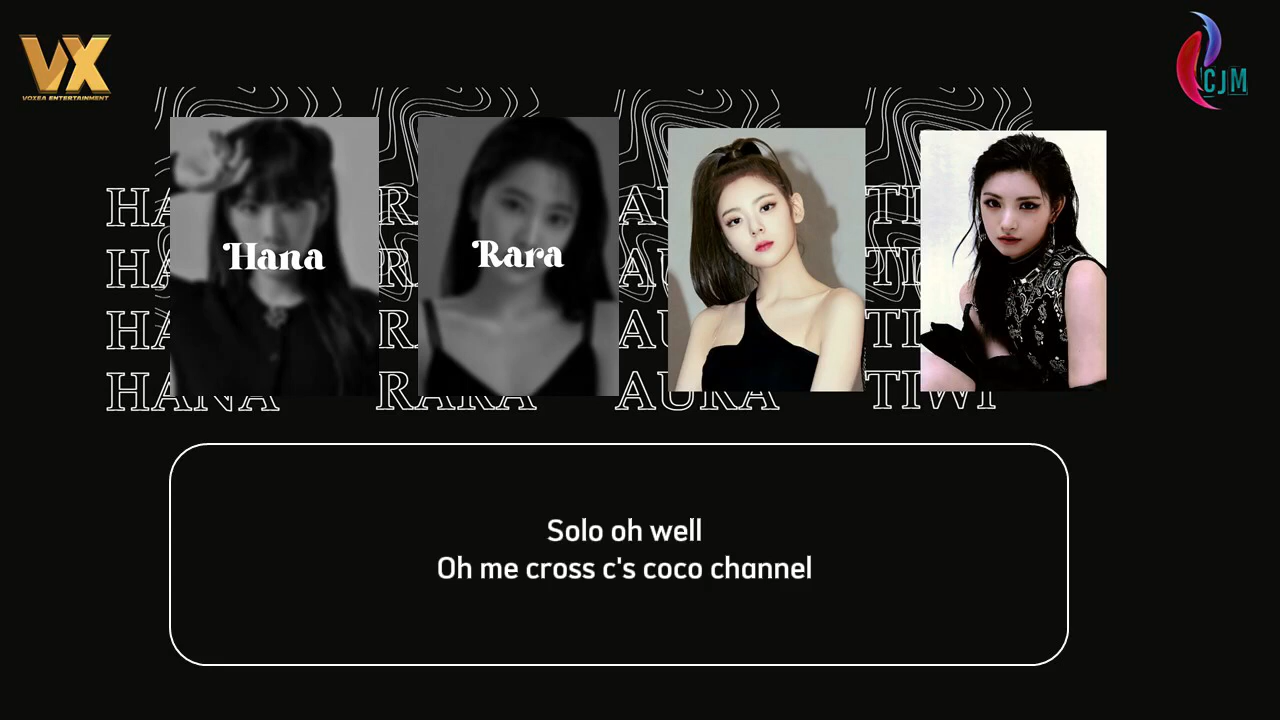 VX
VOXEA ENTERTAINMENT
CJM
HANA
RARA
AURA
TIWI
Hana
Rara
Solo oh well
Oh me cross c's coco channel